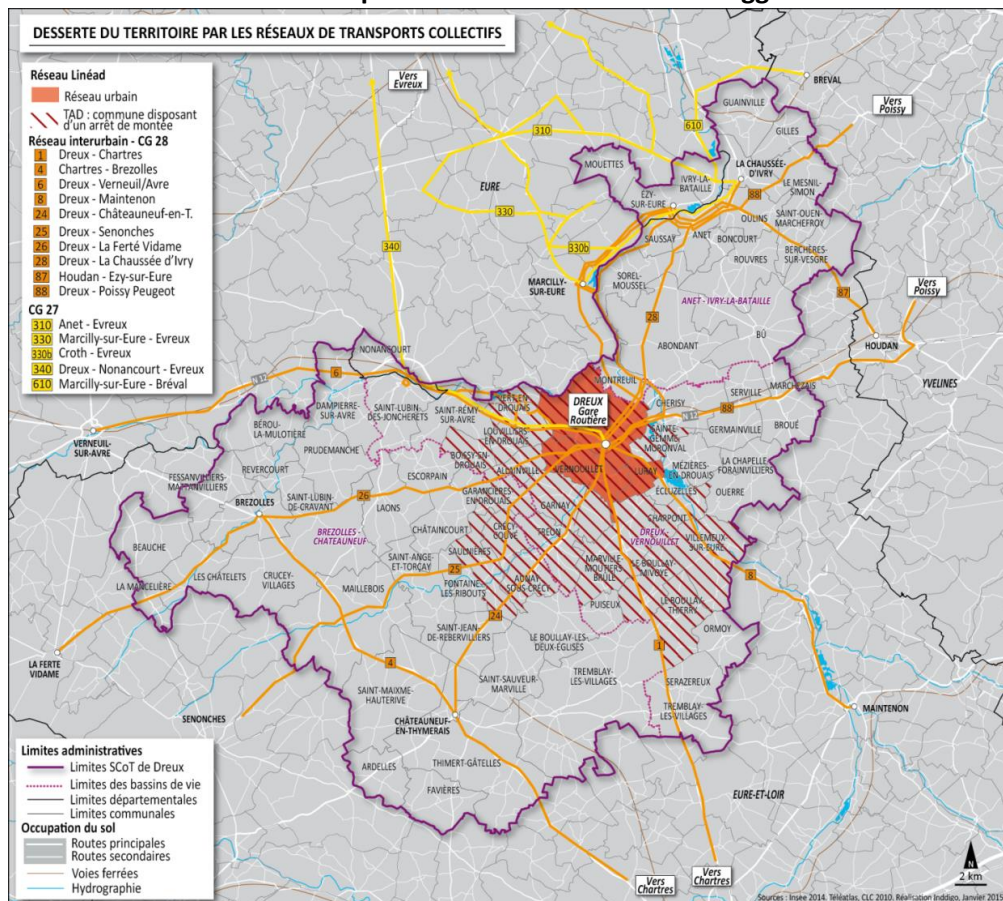 DESSERTE DU TERRITOIRE PAR LES RÉSEAUX DE TRANSPORTS COLLECTIFS
Réseau Linéad
Réseau urbain
TAD : commune disposant
d'un arrêt de montée
Réseau interurbain - CG 28
1 Dreux - Chartres
4 Chartres - Brezolles
6 Dreux - Verneuil/Avre
8 Dreux - Maintenon
24 Dreux - Châteauneuf-en-T.
25 Dreux - Senonches
26 Dreux - La Ferté Vidame
28 Dreux - La Chaussée d'Ivry
87 Houdan - Ezy-sur-Eure
88 Dreux - Poissy Peugeot
CG 27
310 Anet - Evreux
330 Marcilly-sur-Eure - Evreux
330b Croth - Evreux
340 Dreux - Nonancourt - Evreux
610 Marcilly-sur-Eure - Bréval
Vers
Evreux
BREVAL
Vers
Poissy
GUAINVILLE
GILLES
610
310
MOUETTES
LA CHAUSSÉE-
D'IVRY
IVRY-LA-
BATAILLE
EURE
EZY-
SUR-EURE
88
LE MESNIL-
SIMON
330
OULINS
SAINT-OUEN-
MARCHEFROY
340
330b
SAUSSAY
ANET
BONCOURT
BERCHÈRES-
SUR-VESGRE
ROUVRES
MARCILLY-
SUR-EURE
SOREL-
MOUSSEL
87
Vers
Poissy
ANET - IVRY-LA-BATAILLE
28
BÛ
HOUDAN
ABONDANT
NONANCOURT
6
N 12
MONTREUIL
YVELINES
DREUX
Gare
Routière
CHERISY
SERVILLE
MARCHEZAIS
88
N 12
BROUÉ
VERNEUIL-
SUR-AVRE
DAMPIERRE-
SUR-AVRE
SAINT-LUBIN
DES-JONCHERETS
SAINT-RÉMY
SUR-AVRE
VERT-EN
DROUAIS
LOUVILLIERS
EN-DROUAIS
SAINTE-
GEMME-
MORONVAL
GERMAINVILLE
BÉROU-
LA-MULOTIÈRE
PRUDEMANCHE
BOISSY-EN-
DROUAIS
ALLAINVILLE
VERNOUILLET
LURAY
MÉZIÈRES-
EN-DROUAIS
LA CHAPELLE-
FORAINVILLIERS
FESSANVILLIERS
MATTANVILLIERS
REVERCOURT
ESCORPAIN
ÉCLUZELLES
OUERRE
BREZOLLES
SAINT-LUBIN-
DE-CRAVANT
26
LAONS
GARANCIÈRES
EN-DROUAIS
GARNAY
CHARPONT
BREZOLLES -
CHATEAUNEUF
CHÂTAINCOURT
CRÉCY-
COUVÉ
TRÉON
DREUX-
VERNOUILLET
VILLEMEUX-
SUR-EURE
BEAUCHE
SAINT-ANGE-
ET-TORÇAY
SAULNIÈRES
MARVILLE-
MOUTIERS
BRÛLÉ
LE-BOULLAY-
MIVOYE
8
LA MANCELIÈRE
LES CHÂTELETS
CRUCEY-
VILLAGES
MAILLEBOIS
25
FONTAINE-
LES-RIBOUTS
AUNAY
SOUS-CRÉCY
PUISEUX
LE-BOULLAY-
THIERRY
24
SAINT-JEAN
DE-REBERVILLIERS
LE BOULLAY-LES-
DEUX-EGLISES
1
ORMOY
LA FERTE
VIDAME
4
SAINT-SAUVEUR-
MARVILLE
TREMBLAY-
LES-VILLAGES
SERAZEREUX
SAINT-MAIXME-
HAUTERIVE
MAINTENON
SENONCHES
CHÂTEAUNEUF-
EN-THYMERAIS
TREMBLAY-
LES-VILLAGES
ARDELLES
THIMERT-GÂTELLES
FAVIÈRES
EURE-ET-LOIR
Limites administratives
Limites SCoT de Dreux
Limites des bassins de vie
Limites départementales
Limites communales
Occupation du sol
Routes principales
Routes secondaires
Voies ferrées
Hydrographie
Vers
Chartres
Vers
Chartres
N
2 km
Sources : Insee 2014, Téléatlas, CLC 2010. Réalisation Inddigo, Janvier 2015